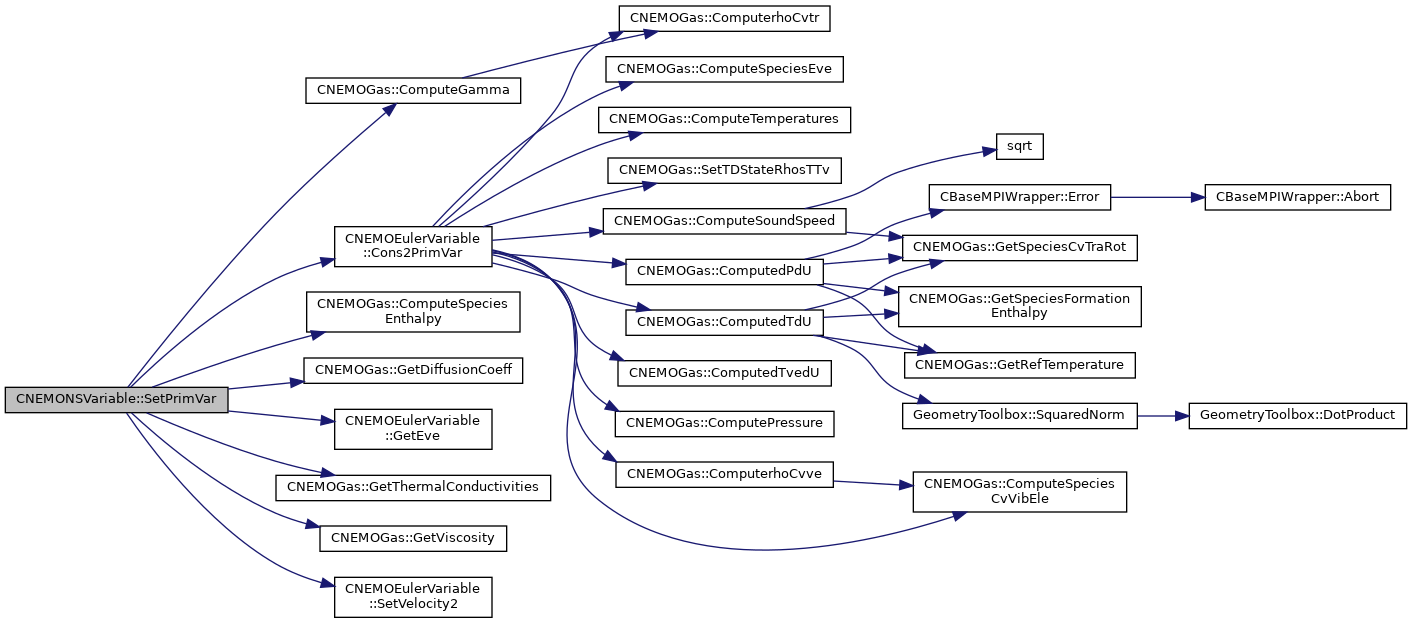 CNEMONSVariable::SetPrimVar
CNEMOGas::ComputeGamma
CNEMOEulerVariable
::Cons2PrimVar
CNEMOGas::ComputeSpecies
Enthalpy
CNEMOGas::GetDiffusionCoeff
CNEMOEulerVariable
::GetEve
CNEMOGas::GetThermalConductivities
CNEMOGas::GetViscosity
CNEMOEulerVariable
::SetVelocity2
CNEMOGas::ComputerhoCvtr
CNEMOGas::ComputeSpeciesEve
CNEMOGas::ComputeTemperatures
CNEMOGas::SetTDStateRhosTTv
CNEMOGas::ComputeSoundSpeed
CNEMOGas::ComputedPdU
CNEMOGas::ComputedTdU
CNEMOGas::ComputedTvedU
CNEMOGas::ComputePressure
CNEMOGas::ComputerhoCvve
sqrt
CBaseMPIWrapper::Error
CNEMOGas::GetSpeciesCvTraRot
CNEMOGas::GetSpeciesFormation
Enthalpy
CNEMOGas::GetRefTemperature
GeometryToolbox::SquaredNorm
CNEMOGas::ComputeSpecies
CvVibEle
CBaseMPIWrapper::Abort
GeometryToolbox::DotProduct